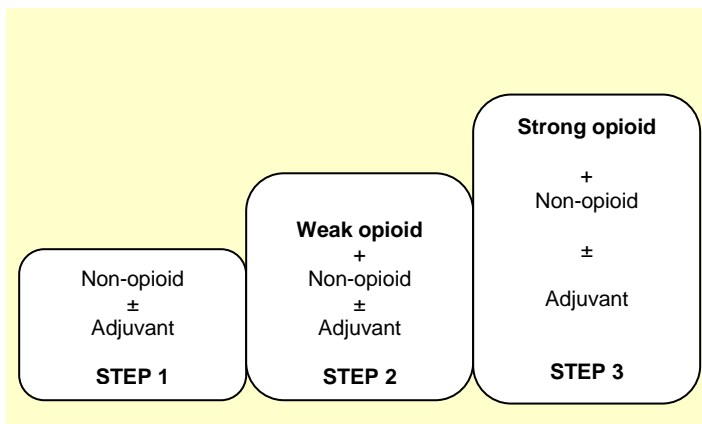 Non-opioid
±
Adjuvant
STEP 1
Weak opioid
+
Non-opioid
±
Adjuvant
STEP 2
Strong opioid
+
Non-opioid
±
Adjuvant
STEP 3